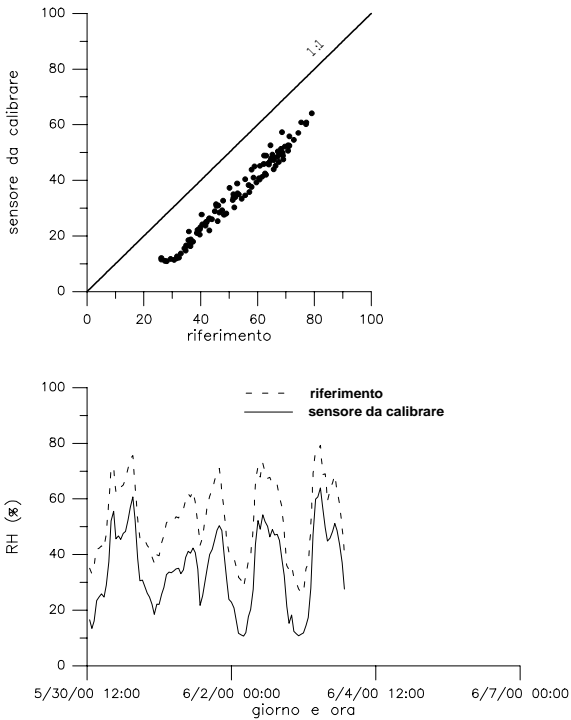 100
80
60
40
20
0
sensore da calibrare
1:1
0 20 40 60 80 100
riferimento
100
80
60
40
20
0
RH (%)
riferimento
sensore da calibrare
5/30/00 12:00 6/2/00 00:00 6/4/00 12:00 6/7/00 00:00
giorno e ora